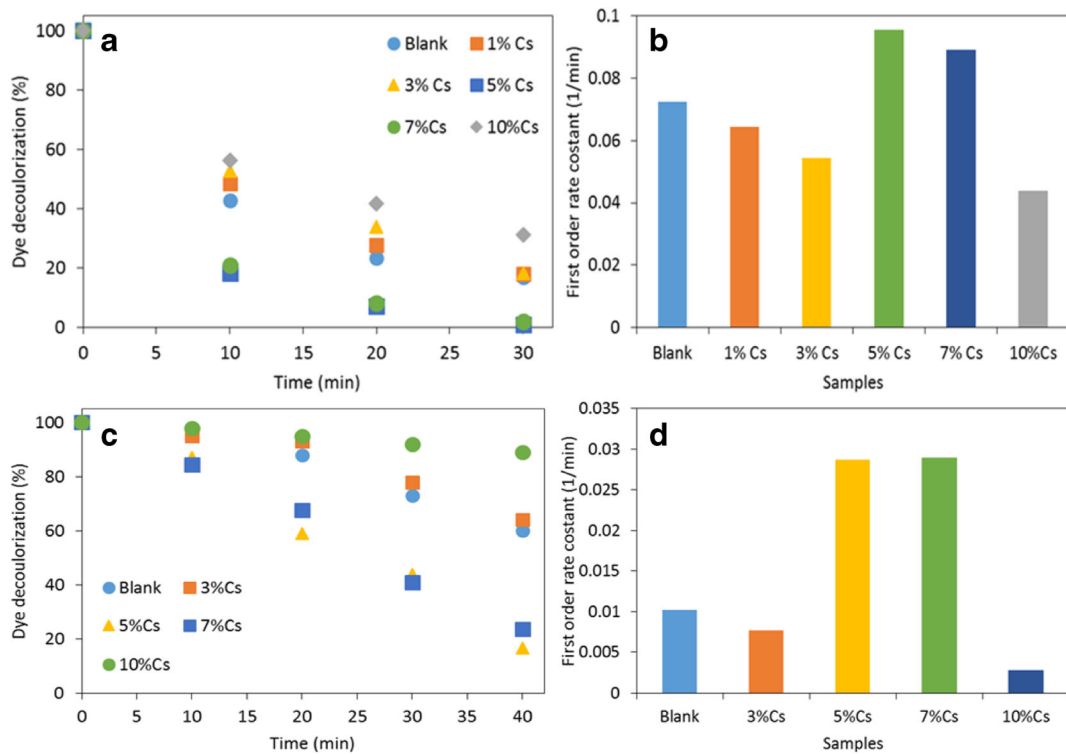 a
Dye decoulorization (%)
100
80
60
40
20
0
Blank
1% Cs
3% Cs
5% Cs
7%Cs
10%Cs
0 5 10 15 20 25 30
Time (min)
b
First order rate costant (1/min)
0.1
0.08
0.06
0.04
0.02
0
Blank 1% Cs 3% Cs 5% Cs 7% Cs 10%Cs
Samples
c
Dye decoulorization (%)
100
80
60
40
20
0
Blank
3%Cs
5%Cs
7%Cs
10%Cs
0 5 10 15 20 25 30 35 40
Time (min)
d
First order rate costant (1/min)
0.035
0.03
0.025
0.02
0.015
0.01
0.005
0
Blank 3%Cs 5%Cs 7%Cs 10%Cs
Samples